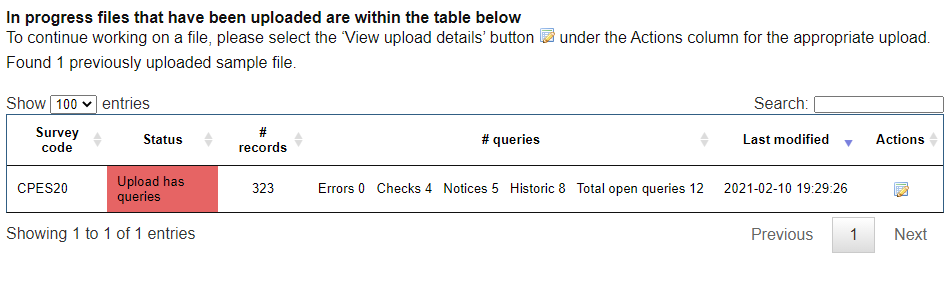 In progress files that have been uploaded are within the table below
To continue working on a file, please select the ‘View upload details’ button under the Actions column for the appropriate upload.
Found 1 previously uploaded sample file.
Show 100 entries Search:
Survey code Status # records # queries Last modified Actions
CPES20 Upload has queries 323 Errors 0 Checks 4 Notices 5 Historic 8 Total open queries 12 2021-02-10 19:29:26
Showing 1 to 1 of 1 entries Previous 1 Next